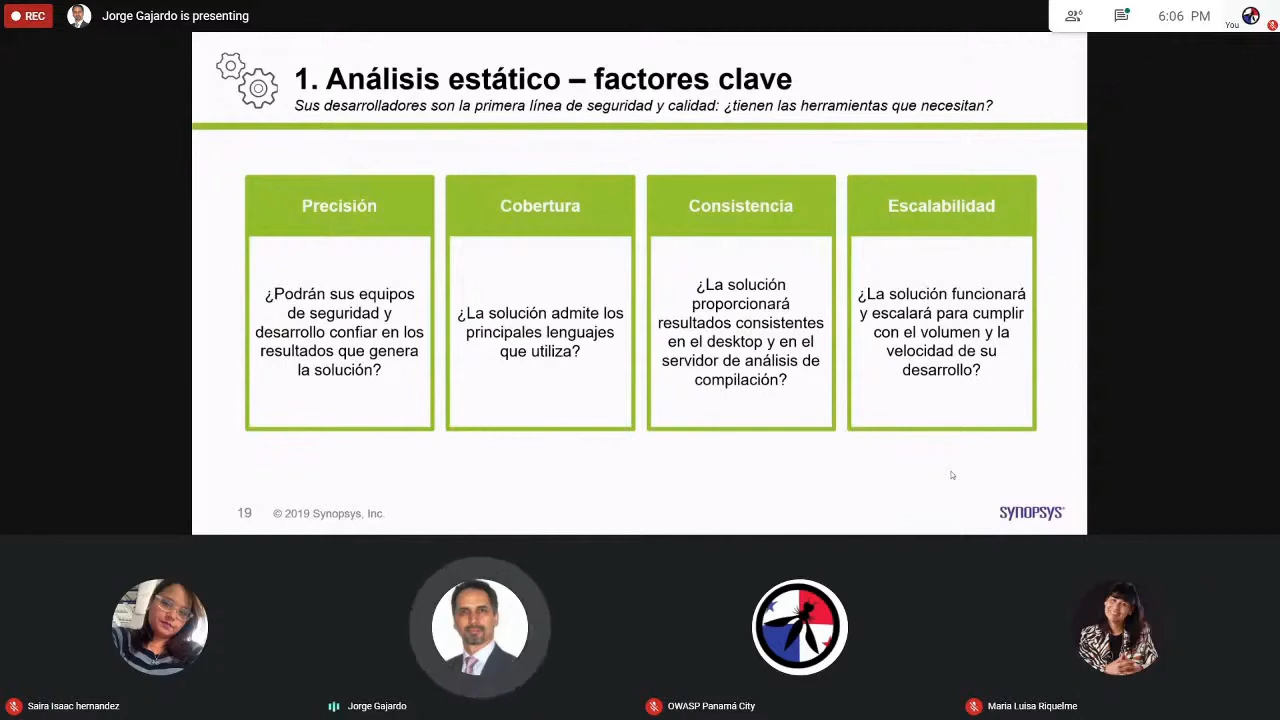 REC
Jorge Gajardo is presenting
6
6:06 PM
You
1. Análisis estático – factores clave
Sus desarrolladores son la primera línea de seguridad y calidad: ¿tienen las herramientas que necesitan?
Precisión
¿Podrán sus equipos
de seguridad y
desarrollo confiar en los
resultados que genera
la solución?
Cobertura
¿La solución admite los
principales lenguajes
que utiliza?
Consistencia
¿La solución
proporcionará
resultados consistentes
en el desktop y en el
servidor de análisis de
compilación?
Escalabilidad
¿La solución funcionará
y escalará para cumplir
con el volumen y la
velocidad de su
desarrollo?
19
© 2019 Synopsys, Inc.
SYNOPSYS®
Saira Isaac hernandez
Jorge Gajardo
OWASP Panamá City
Maria Luisa Riquelme